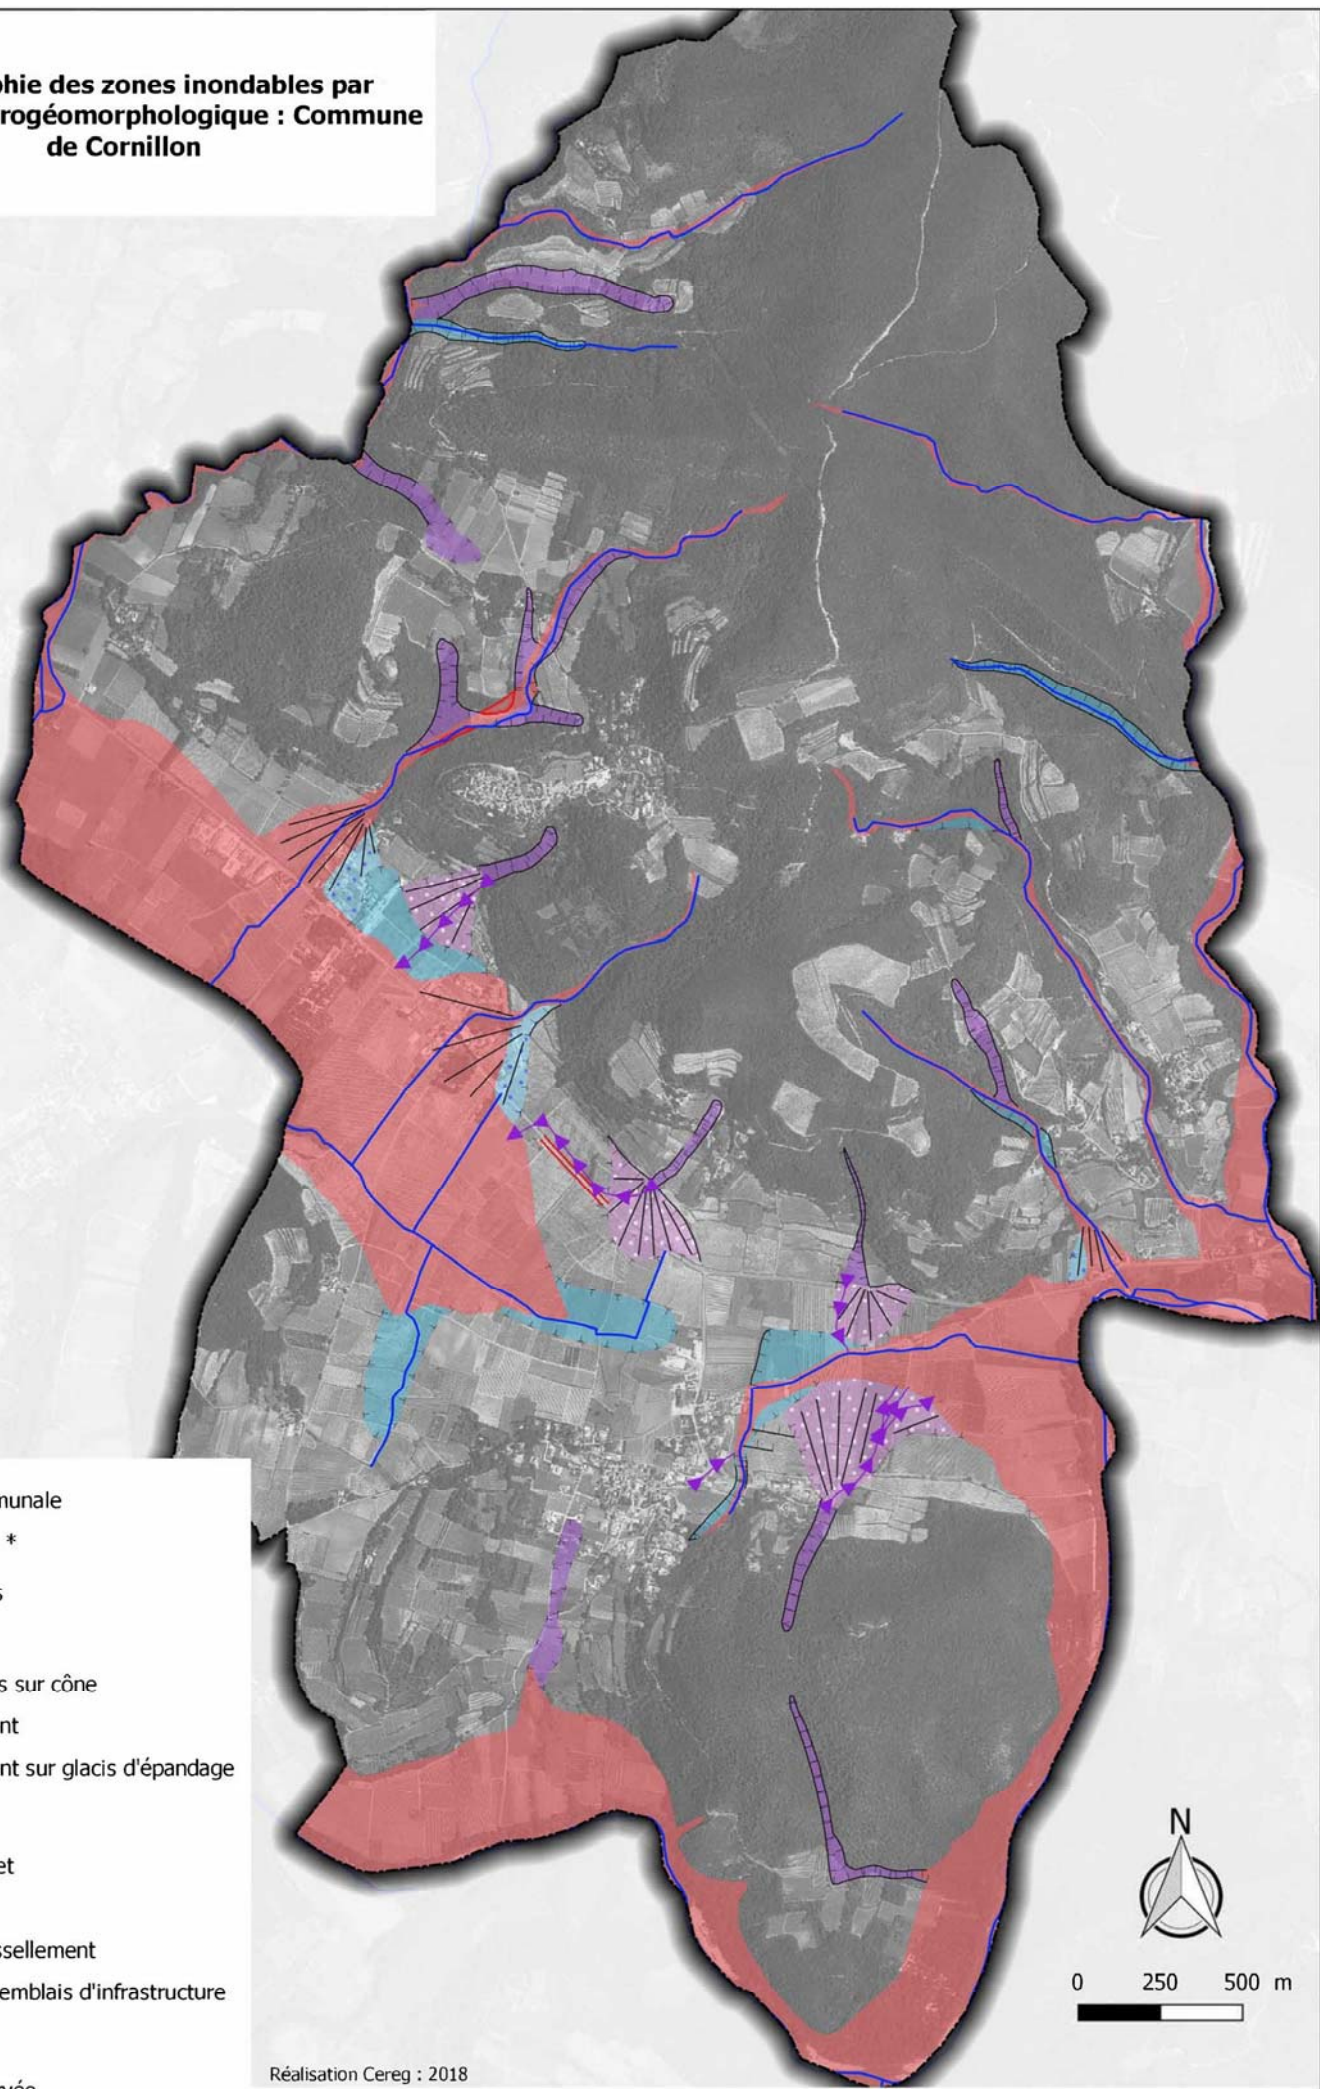 hie des zones inondables par
rogéomorphologique : Commune
de Cornillon
munale
*
s
s sur cône
nt
nt sur glacis d'épandage
et
ssellement
emblais d'infrastructure
Réalisation Cereg : 2018
N
0 250 500 m